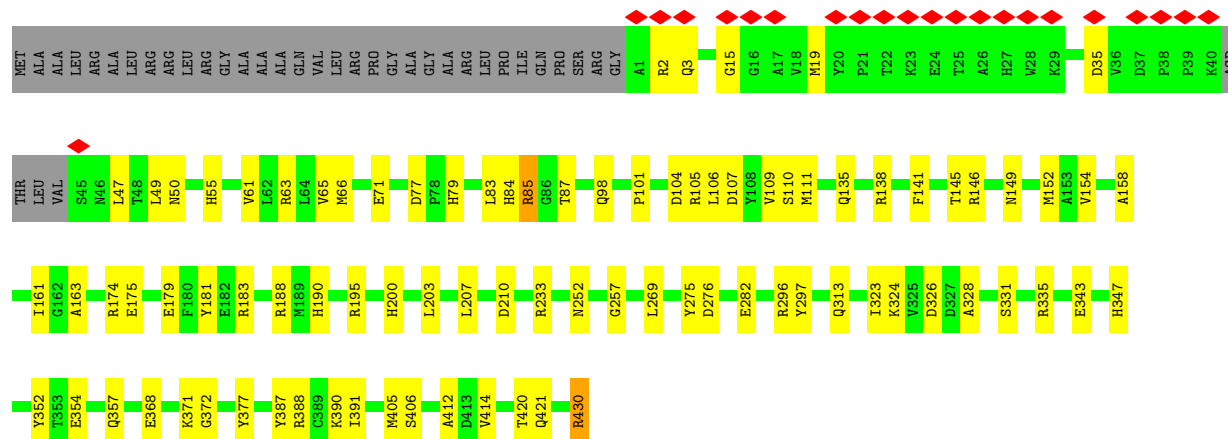 MET ALA ALA LEU ARG ALA LEU ARG ARG LEU ARG GLY ALA ALA ALA GLN VAL LEU ARG PRO GLY ALA GLY ALA ARG LEU PRO ILE GLN PRO SER ARG GLY A1 R2 Q3 G15 G16 A17 V18 M19 Y20 P21 T22 K23 E24 T25 A26 H27 W28 K29 D35 V36 D37 P38 P39 K40
THR LEU VAL S45 N46 L47 T48 L49 N50 H55 V61 L62 R63 L64 V65 M66 E71 D77 P78 H79 L83 H84 R85 G86 T87 Q98 P101 D104 R105 L106 D107 Y108 V109 S110 M111 Q135 R138 F141 T145 R146 N149 M152 A153 V154 A158
I161 G162 A163 R174 E175 E179 F180 Y181 E182 R183 R188 M189 H190 R195 H200 L203 L207 D210 R233 N252 G257 L269 Y275 D276 E282 R296 Y297 Q313 I323 K324 V325 D326 D327 A328 S331 R335 E343 H347
Y352 T353 E354 Q357 E368 K371 G372 Y377 Y387 R388 C389 K390 I391 M405 S406 A412 D413 V414 T420 Q421 R430